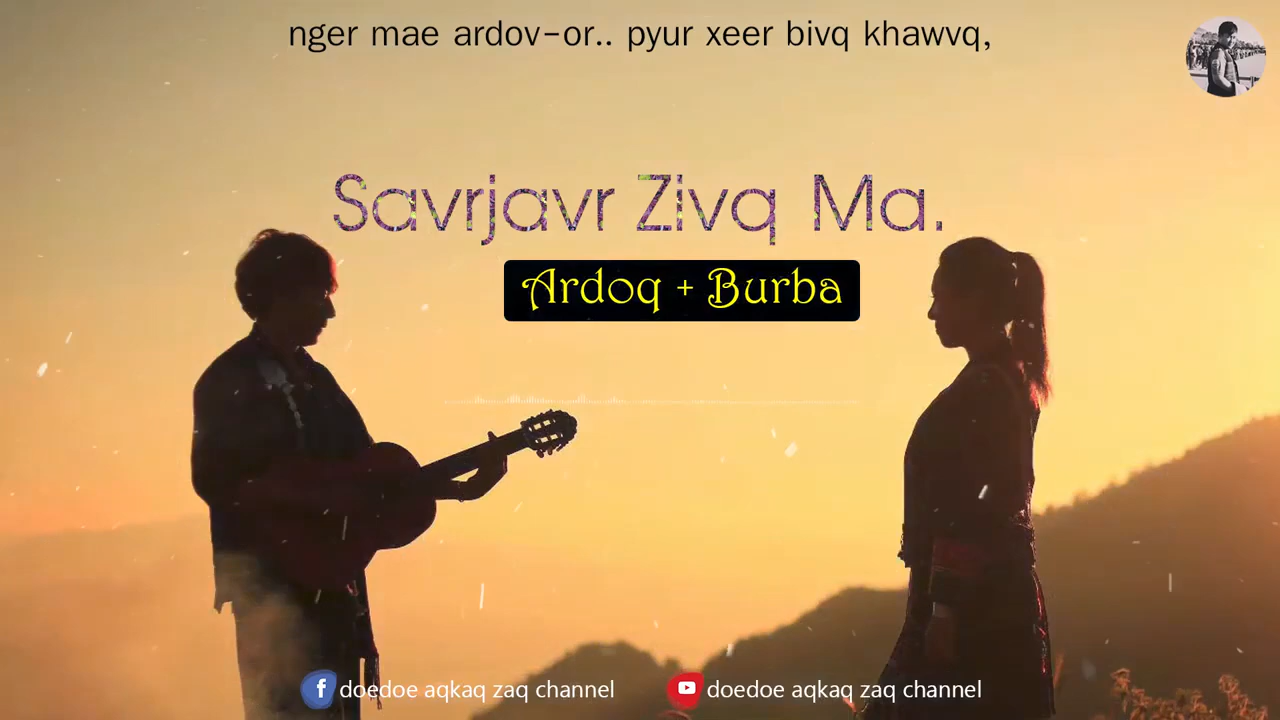 nger mae ardov-or.. pyur xeer bivq khawvq,
Savrjavr Zivq Ma.
Ardoq + Burba
doedoe aqkaq zaq channel
doedoe aqkaq zaq channel